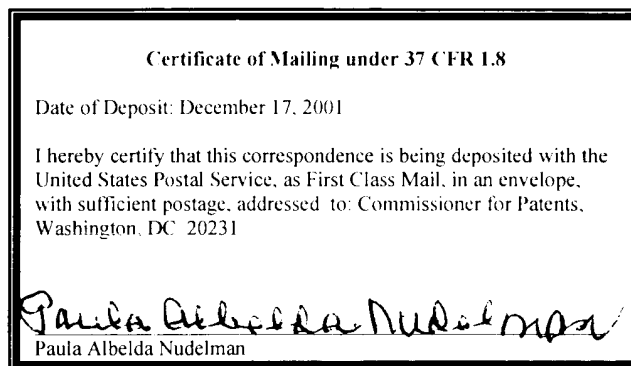 Certificate of Mailing under 37 CFR 1.8
Date of Deposit: December 17, 2001
I hereby certify that this correspondence is being deposited with the
United States Postal Service, as First Class Mail, in an envelope,
with sufficient postage, addressed to: Commissioner for Patents,
Washington, DC 20231
Paula Albelda Nudelman
Paula Albelda Nudelman